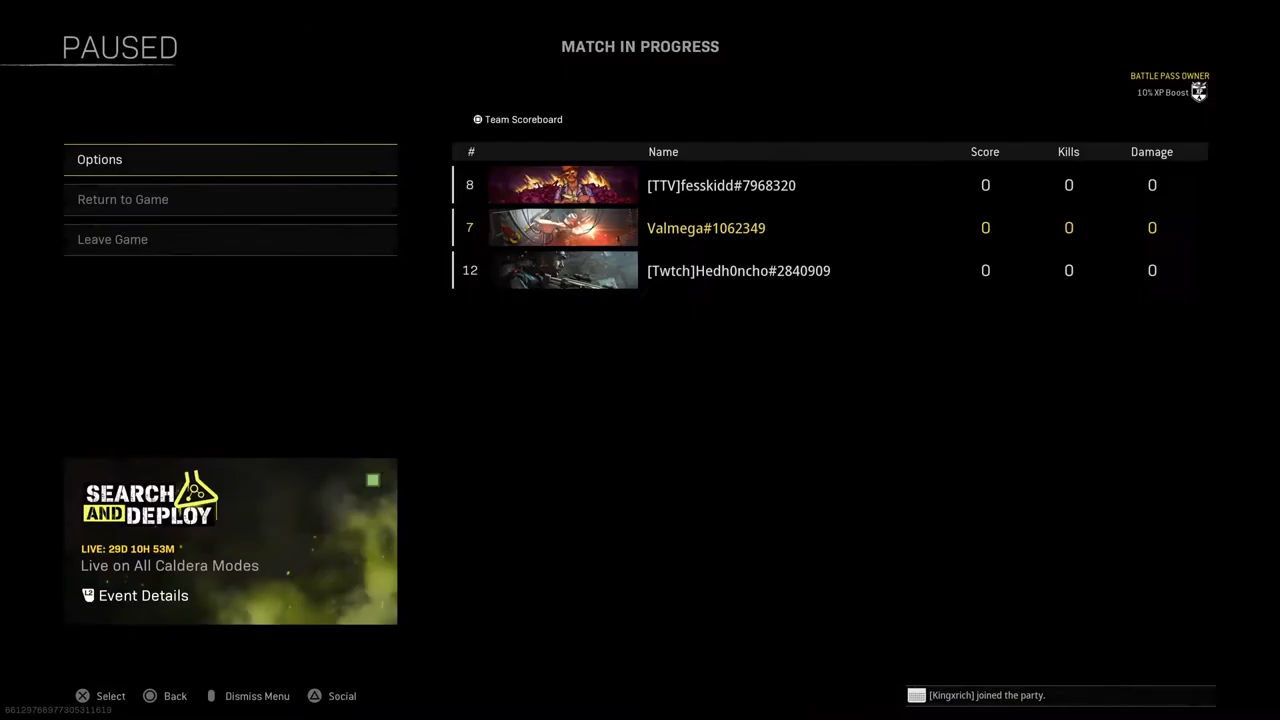 PAUSED
MATCH IN PROGRESS
BATTLE PASS OWNER
10% XP Boost
Team Scoreboard
# Name Score Kills Damage
Options
8 [TTV]fesskidd#7968320 0 0 0
Return to Game
7 Valmega#1062349 0 0 0
Leave Game
12 [Twtch]Hedh0ncho#2840909 0 0 0
SEARCH
AND DEPLOY
LIVE: 29D 10H 53M
Live on All Caldera Modes
L2 Event Details
Select Back Dismiss Menu Social
[Kingxrich] joined the party.
66129766977305311619